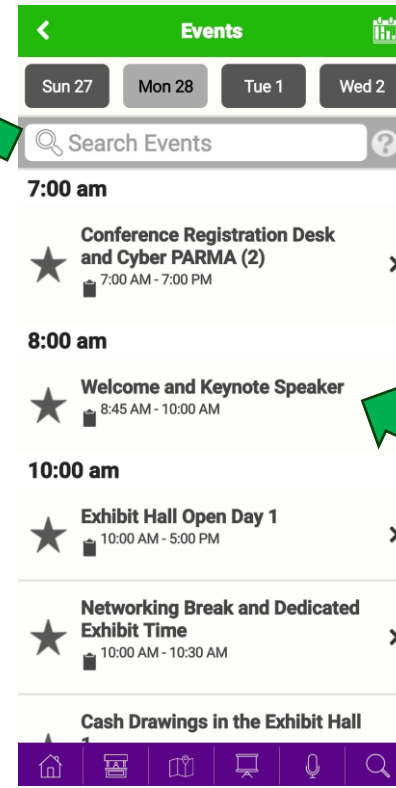 Events
Sun 27
Mon 28
Tue 1
Wed 2
Search Events
?
7:00 am
Conference Registration Desk
and Cyber PARMA (2)
7:00 AM - 7:00 PM
8:00 am
Welcome and Keynote Speaker
8:45 AM - 10:00 AM
10:00 am
Exhibit Hall Open Day 1
10:00 AM - 5:00 PM
Networking Break and Dedicated
Exhibit Time
10:00 AM - 10:30 AM
Cash Drawings in the Exhibit Hall